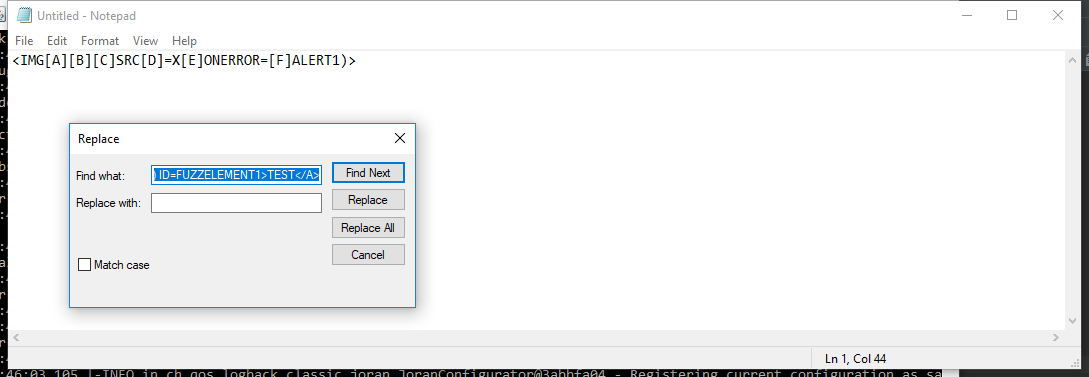 Untitled - Notepad
File Edit Format View Help
<IMG[A][B][C]SRC[D]=X[E]ONERROR=[F]ALERT1)>
Replace
Find what: )ID=FUZZELEMENT1>TEST</A> Find Next
Replace with: Replace
Replace All
Cancel
Match case
Ln 1, Col 44
:46:03,105 |-INFO in ch.qos.logback.classic.joran.JoranConfigurator@3abbfa04 - Registering current configuration as sa